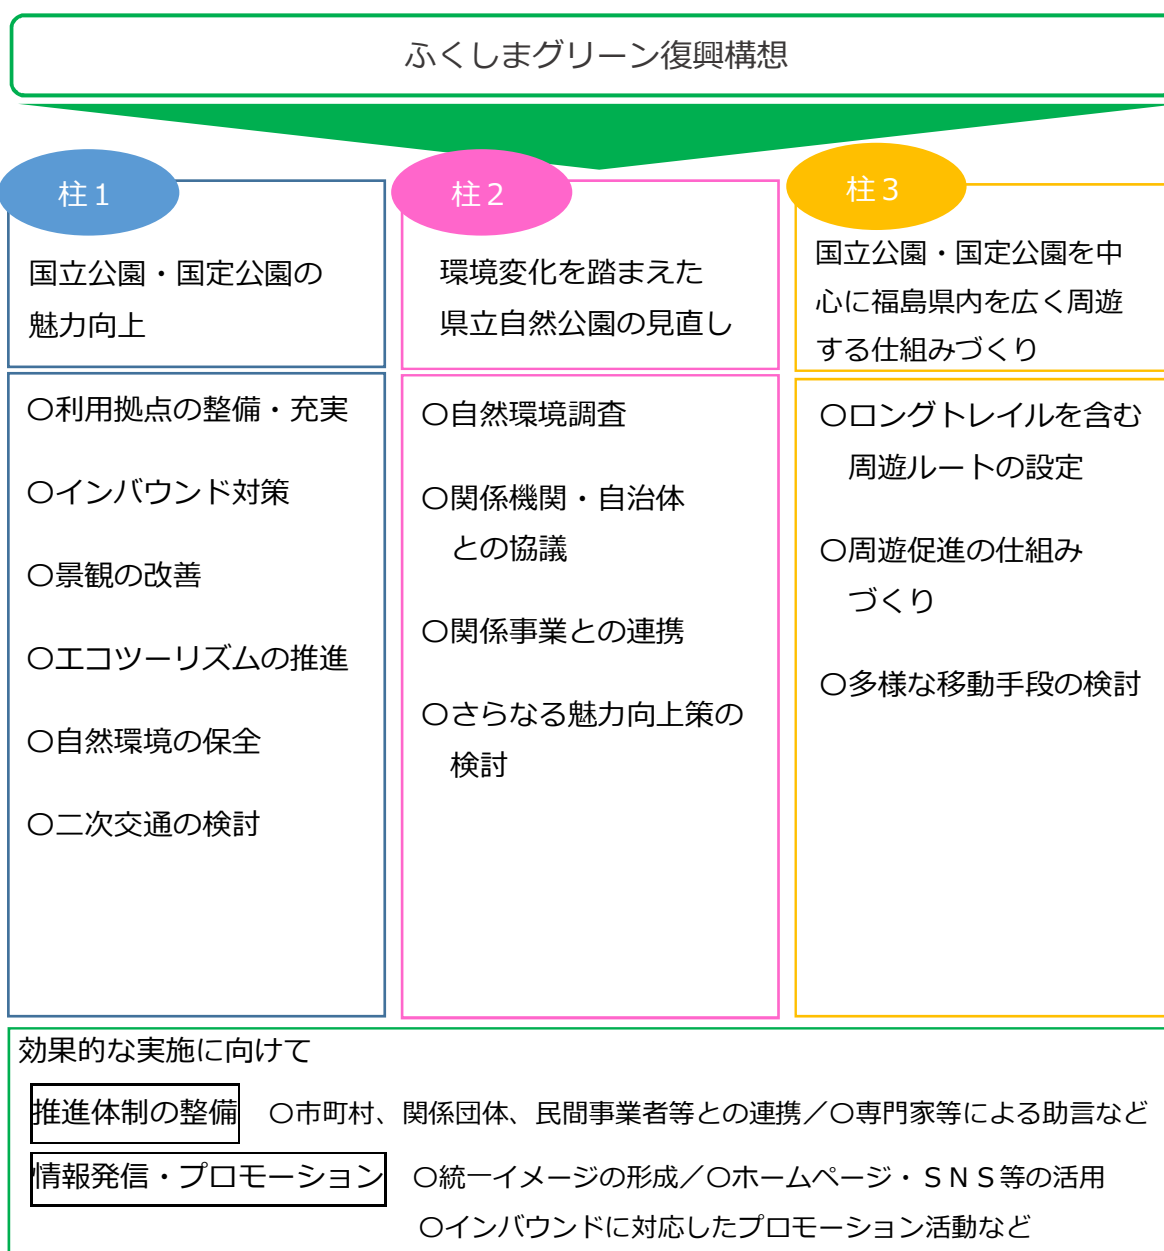 ふくしまグリーン復興構想
柱１
国立公園・国定公園の
魅力向上
〇利用拠点の整備・充実
〇インバウンド対策
〇景観の改善
〇エコツーリズムの推進
〇自然環境の保全
〇二次交通の検討
柱２
環境変化を踏まえた
県立自然公園の見直し
〇自然環境調査
〇関係機関・自治体
との協議
〇関係事業との連携
〇さらなる魅力向上策の
検討
柱３
国立公園・国定公園を中
心に福島県内を広く周遊
する仕組みづくり
〇ロングトレイルを含む
周遊ルートの設定
〇周遊促進の仕組み
づくり
〇多様な移動手段の検討
効果的な実施に向けて
推進体制の整備　〇市町村、関係団体、民間事業者等との連携／〇専門家等による助言など
情報発信・プロモーション　〇統一イメージの形成／〇ホームページ・ＳＮＳ等の活用
〇インバウンドに対応したプロモーション活動など